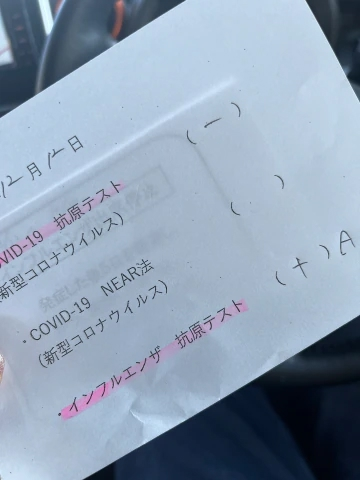 12月12日
OVID-19 抗原テスト (－)
新型コロナウイルス)
・COVID-19 NEAR法 ( )
(新型コロナウイルス)
・インフルエンザ 抗原テスト (+) A